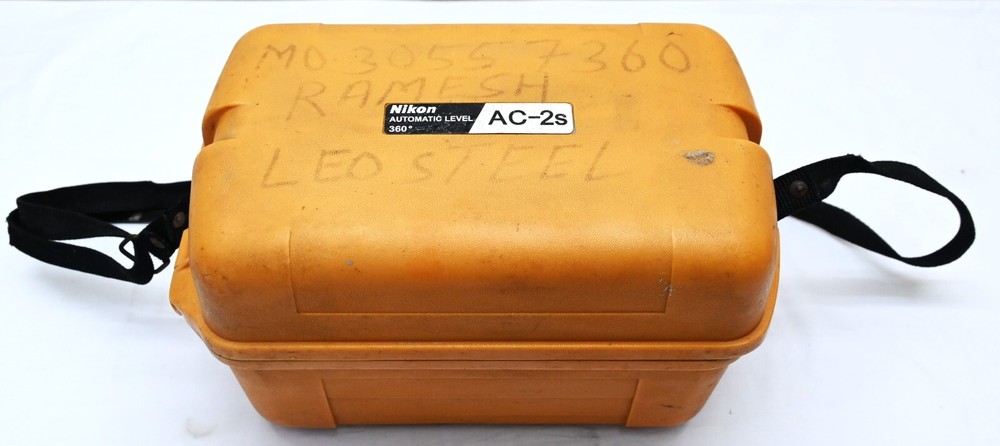 MO 30557360
RAMESH
Nikon
AUTOMATIC LEVEL
360°
AC-2s
LEO STEEL